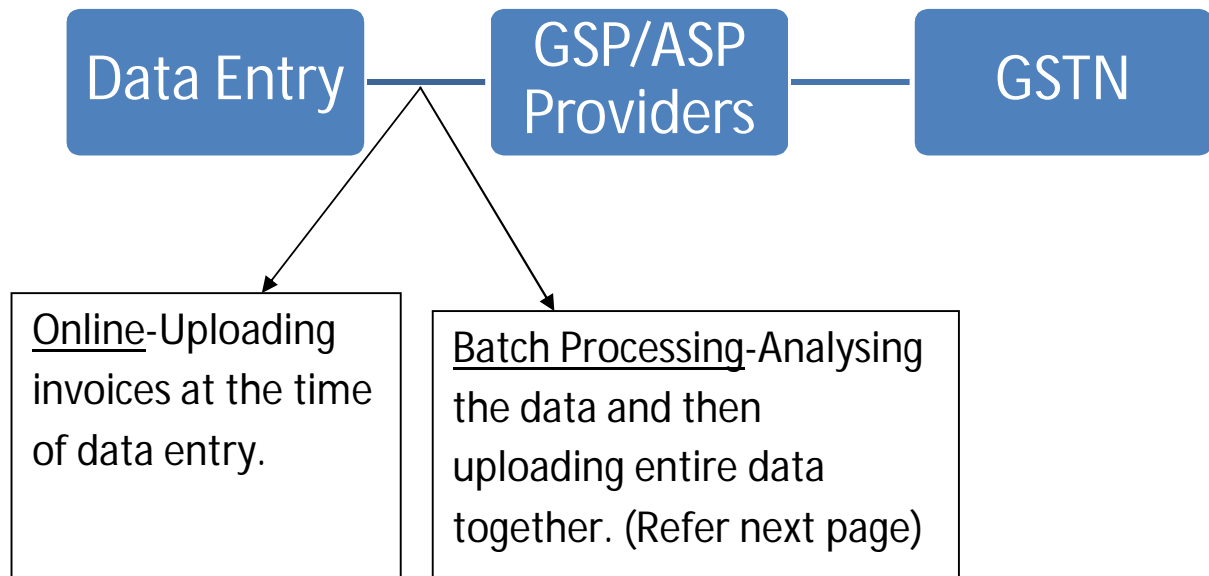 Data Entry
GSP/ASP
Providers
GSTN
Online-Uploading
invoices at the time
of data entry.
Batch Processing-Analysing
the data and then
uploading entire data
together. (Refer next page)